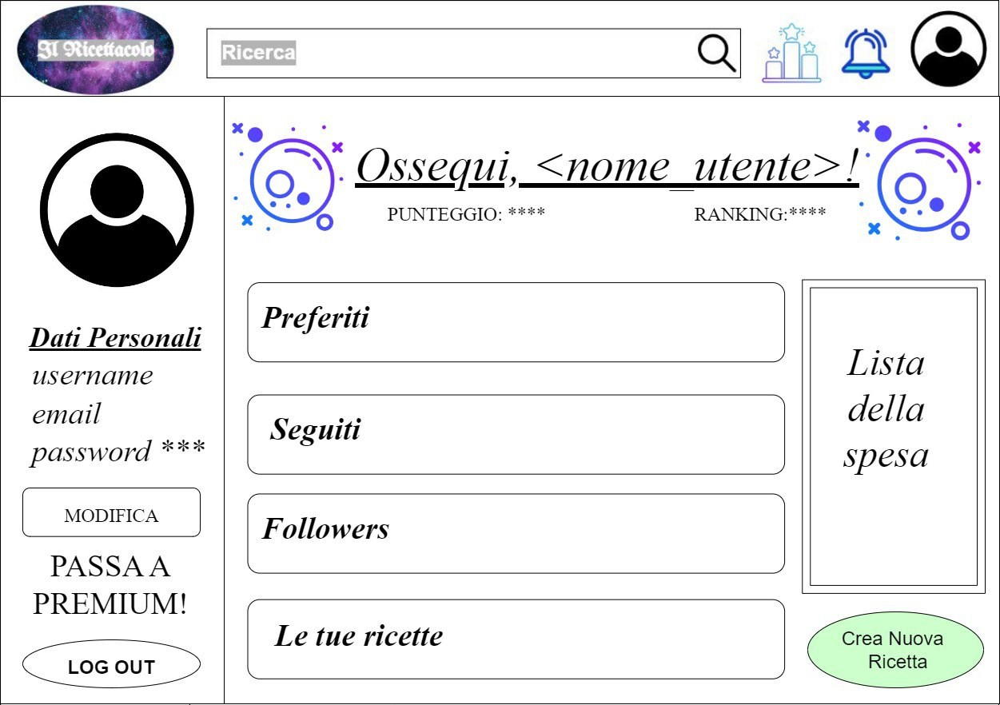 Il Ricettacolo
Ricerca
Ossequi, <nome_utente>!
PUNTEGGIO: ****
RANKING:****
Dati Personali
username
email
password ***
MODIFICA
PASSA A
PREMIUM!
LOG OUT
Preferiti
Seguiti
Followers
Le tue ricette
Lista
della
spesa
Crea Nuova
Ricetta